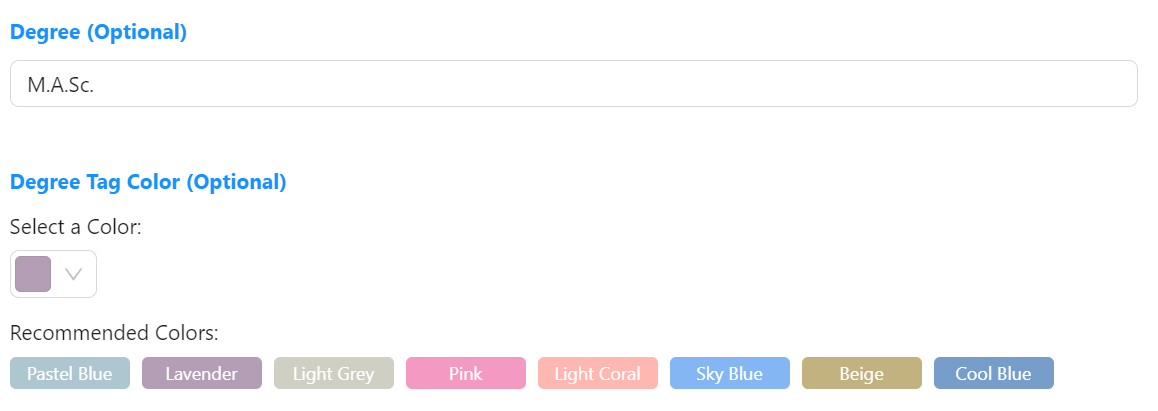 Degree (Optional)
M.A.Sc.
Degree Tag Color (Optional)
Select a Color:
Recommended Colors:
Pastel Blue Lavender Light Grey Pink Light Coral Sky Blue Beige Cool Blue